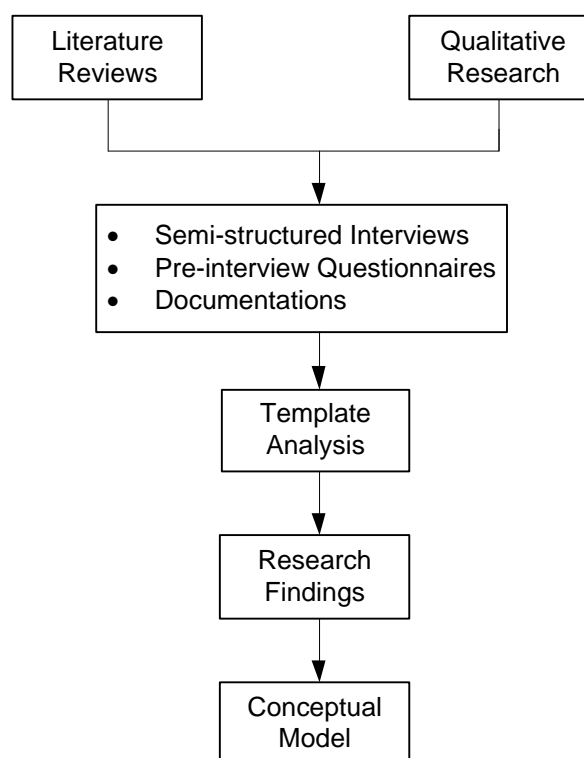 Literature
Reviews
Qualitative
Research
• Semi-structured Interviews
• Pre-interview Questionnaires
• Documentations
Template
Analysis
Research
Findings
Conceptual
Model